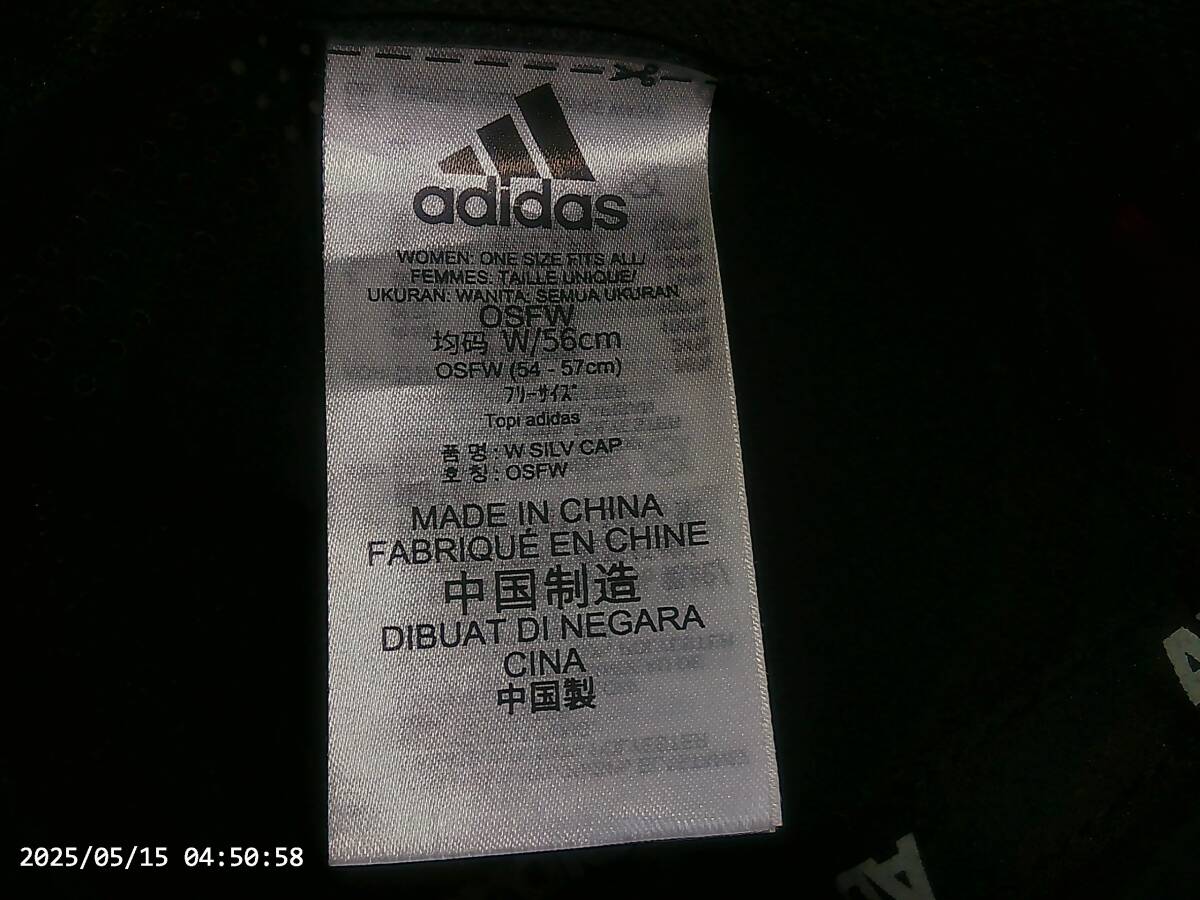 adidas
WOMEN: ONE SIZE FITS ALL/
FEMMES: TAILLE UNIQUE/
UKURAN: WANITA: SEMUA UKURAN
OSFW
均码 W/56cm
OSFW (54 - 57cm)
フリーサイズ
Topi adidas
품 명 : W SILV CAP
호 칭 : OSFW
MADE IN CHINA
FABRIQUÉ EN CHINE
中国制造
DIBUAT DI NEGARA
CINA
中国製
2025/05/15 04:50:58